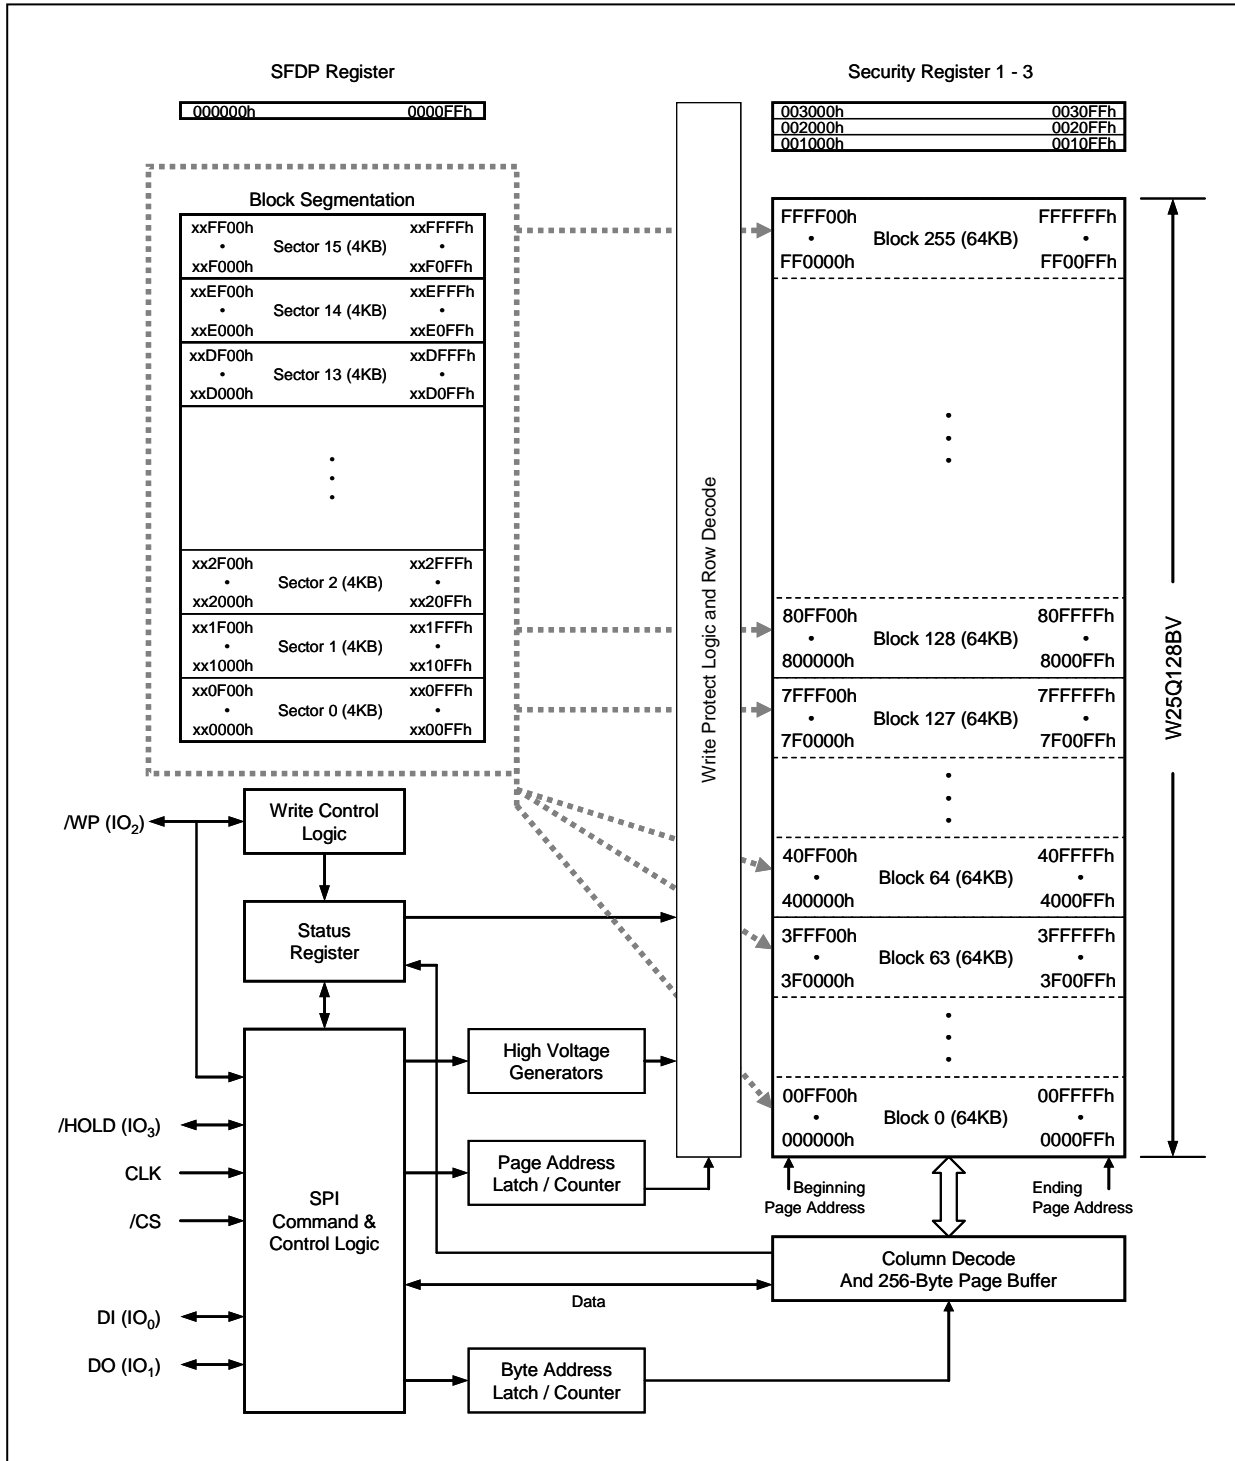 SFDP Register
000000h 0000FFh
Security Register 1 - 3
003000h 0030FFh
002000h 0020FFh
001000h 0010FFh
Block Segmentation
xxFF00h xxFFFFh
• Sector 15 (4KB) •
xxF000h xxF0FFh
xxEF00h xxEFFFh
• Sector 14 (4KB) •
xxE000h xxE0FFh
xxDF00h xxDFFFh
• Sector 13 (4KB) •
xxD000h xxD0FFh
xx2F00h xx2FFFh
• Sector 2 (4KB) •
xx2000h xx20FFh
xx1F00h xx1FFFh
• Sector 1 (4KB) •
xx1000h xx10FFh
xx0F00h xx0FFFh
• Sector 0 (4KB) •
xx0000h xx00FFh
Write Protect Logic and Row Decode
FFFF00h FFFFFFh
• Block 255 (64KB) •
FF0000h FF00FFh
80FF00h 80FFFFh
• Block 128 (64KB) •
800000h 8000FFh
7FFF00h 7FFFFFh
• Block 127 (64KB) •
7F0000h 7F00FFh
40FF00h 40FFFFh
• Block 64 (64KB) •
400000h 4000FFh
3FFF00h 3FFFFFh
• Block 63 (64KB) •
3F0000h 3F00FFh
00FF00h 00FFFFh
• Block 0 (64KB) •
000000h 0000FFh
W25Q128BV
Beginning
Page Address
Ending
Page Address
/WP (IO2)
Write Control
Logic
Status
Register
High Voltage
Generators
/HOLD (IO3)
CLK
/CS
Page Address
Latch / Counter
SPI
Command &
Control Logic
Column Decode
And 256-Byte Page Buffer
Data
DI (IO0)
DO (IO1)
Byte Address
Latch / Counter